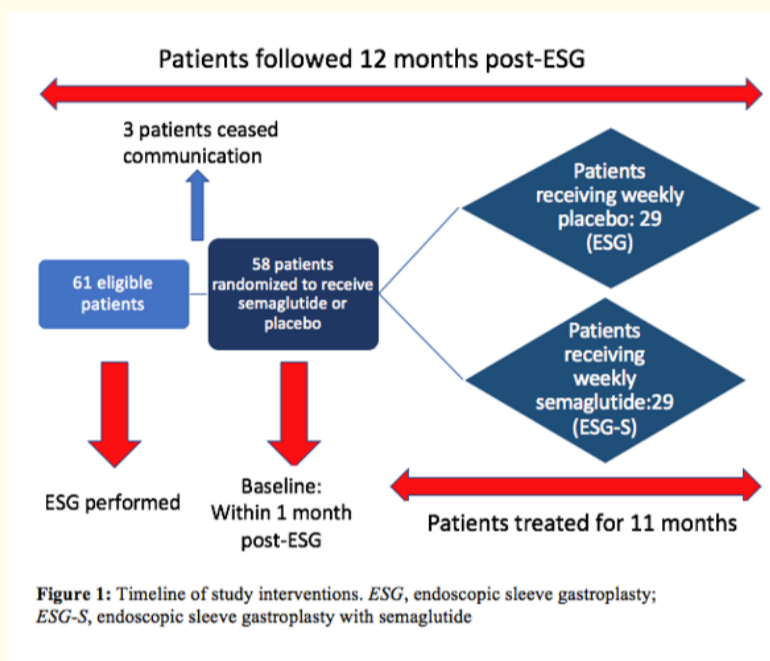 Patients followed 12 months post-ESG
3 patients ceased
communication
61 eligible
patients
58 patients
randomized to receive
semaglutide or
placebo
Patients
receiving weekly
placebo: 29
(ESG)
Patients
receiving
weekly
semaglutide:29
(ESG-S)
ESG performed
Baseline:
Within 1 month
post-ESG
Patients treated for 11 months
Figure 1: Timeline of study interventions. ESG, endoscopic sleeve gastroplasty;
ESG-S, endoscopic sleeve gastroplasty with semaglutide